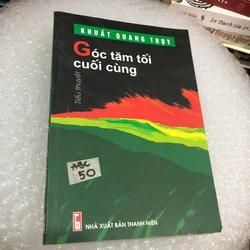 KHUẤT QUANG THỤY
Góc tăm tối
cuối cùng
Tiểu thuyết
ABC
50
NHÀ XUẤT BẢN THANH NIÊN